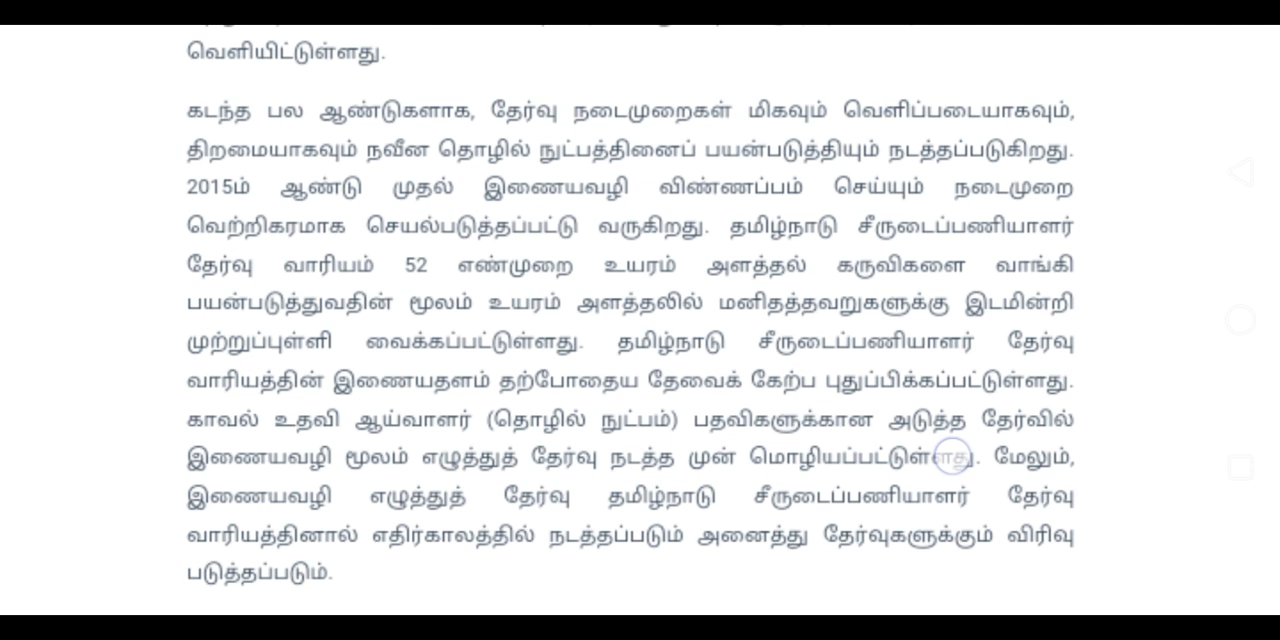 வெளியிட்டுள்ளது.
கடந்த பல ஆண்டுகளாக, தேர்வு நடைமுறைகள் மிகவும் வெளிப்படையாகவும்,
திறமையாகவும் நவீன தொழில் நுட்பத்தினைப் பயன்படுத்தியும் நடத்தப்படுகிறது.
2015ம் ஆண்டு முதல் இணையவழி விண்ணப்பம் செய்யும் நடைமுறை
வெற்றிகரமாக செயல்படுத்தப்பட்டு வருகிறது. தமிழ்நாடு சீருடைப்பணியாளர்
தேர்வு வாரியம் 52 எண்முறை உயரம் அளத்தல் கருவிகளை வாங்கி
பயன்படுத்துவதின் மூலம் உயரம் அளத்தலில் மனிதத்தவறுகளுக்கு இடமின்றி
முற்றுப்புள்ளி வைக்கப்பட்டுள்ளது. தமிழ்நாடு சீருடைப்பணியாளர் தேர்வு
வாரியத்தின் இணையதளம் தற்போதைய தேவைக் கேற்ப புதுப்பிக்கப்பட்டுள்ளது.
காவல் உதவி ஆய்வாளர் (தொழில் நுட்பம்) பதவிகளுக்கான அடுத்த தேர்வில்
இணையவழி மூலம் எழுத்துத் தேர்வு நடத்த முன் மொழியப்பட்டுள்ளது. மேலும்,
இணையவழி எழுத்துத் தேர்வு தமிழ்நாடு சீருடைப்பணியாளர் தேர்வு
வாரியத்தினால் எதிர்காலத்தில் நடத்தப்படும் அனைத்து தேர்வுகளுக்கும் விரிவு
படுத்தப்படும்.